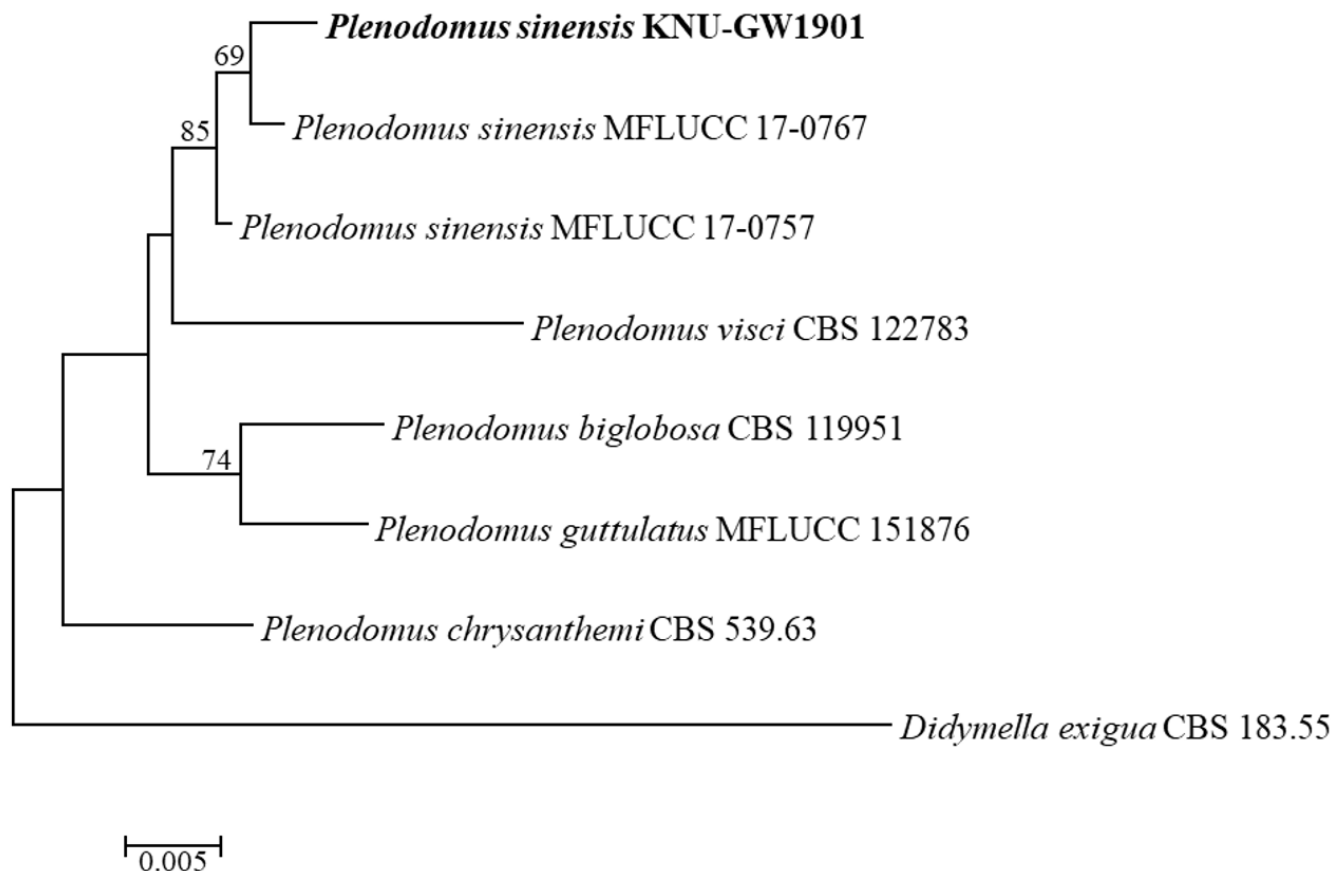 Plenodomus sinensis KNU-GW1901
69
Plenodomus sinensis MFLUCC 17-0767
85
Plenodomus sinensis MFLUCC 17-0757
Plenodomus visci CBS 122783
Plenodomus biglobosa CBS 119951
74
Plenodomus guttulatus MFLUCC 151876
Plenodomus chrysanthemi CBS 539.63
Didymella exigua CBS 183.55
0.005